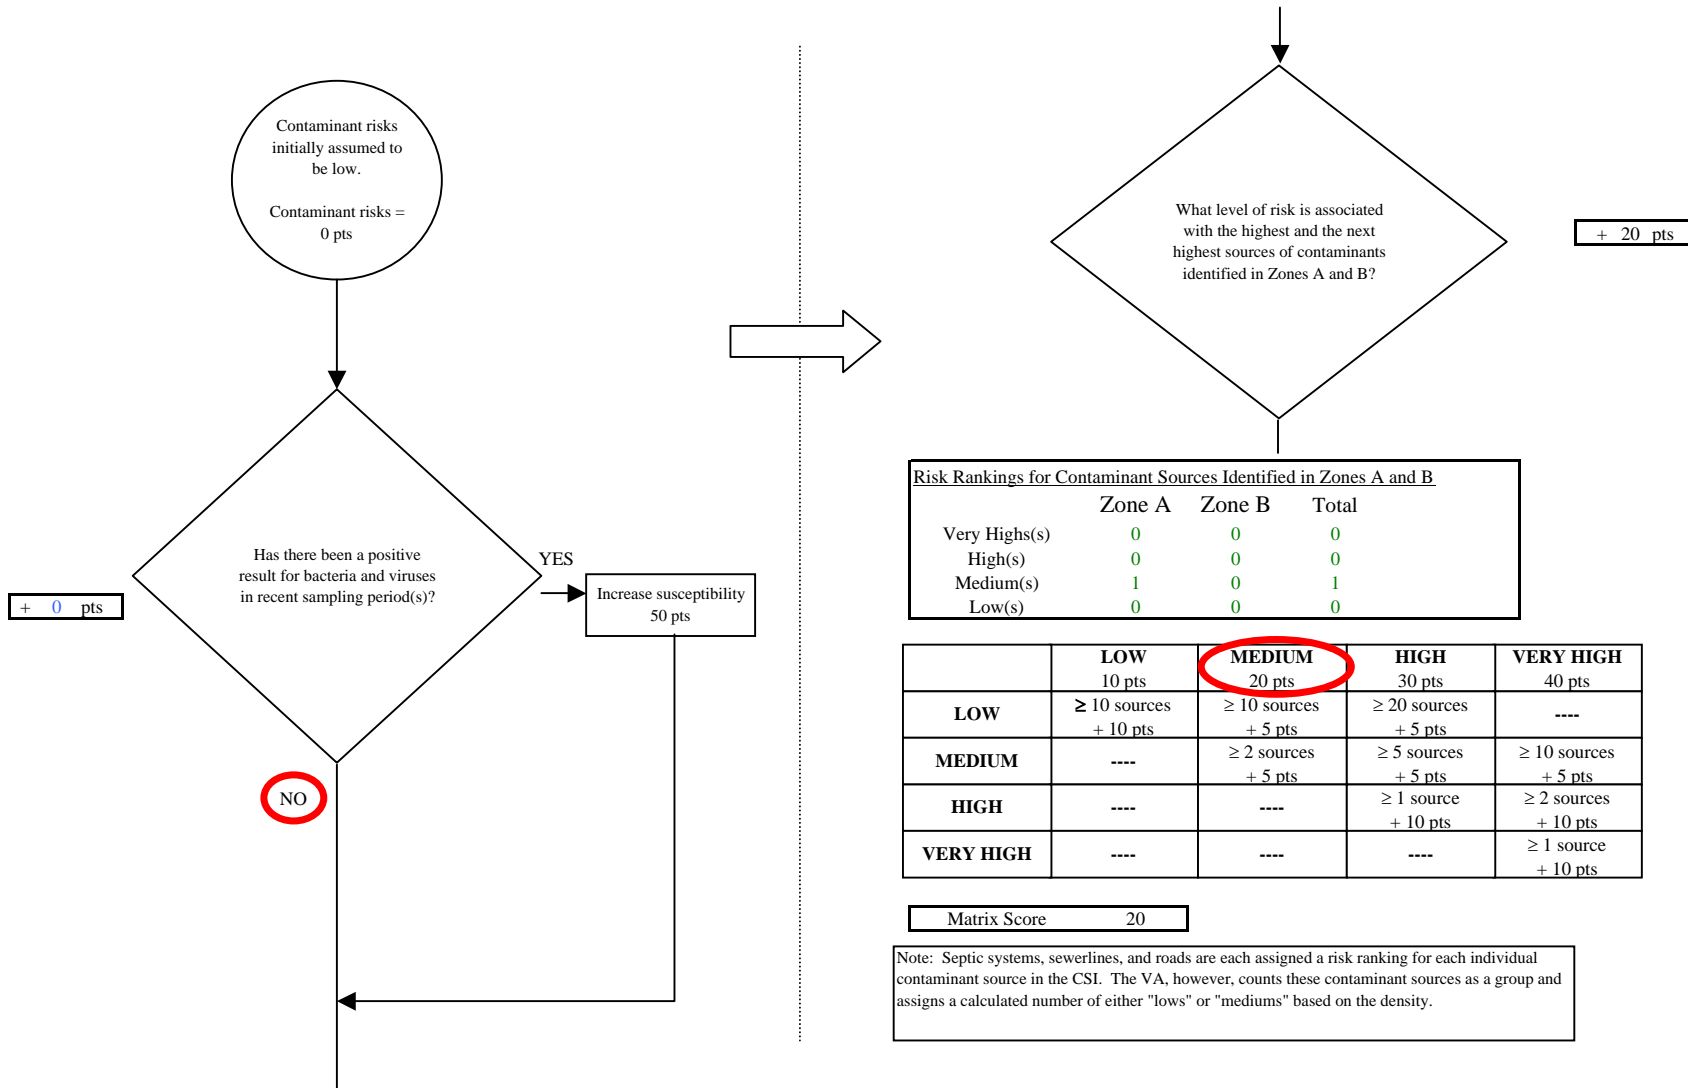 Contaminant risks
initially assumed to
be low.
Contaminant risks =
0 pts
Has there been a positive
result for bacteria and viruses
in recent sampling period(s)?
YES
Increase susceptibility
50 pts
+ 0 pts
NO
What level of risk is associated
with the highest and the next
highest sources of contaminants
identified in Zones A and B?
+ 20 pts
Risk Rankings for Contaminant Sources Identified in Zones A and B
Zone A Zone B Total
Very Highs(s) 0 0 0
High(s) 0 0 0
Medium(s) 1 0 1
Low(s) 0 0 0
LOW MEDIUM HIGH VERY HIGH
10 pts 20 pts 30 pts 40 pts
LOW ≥ 10 sources ≥ 10 sources ≥ 20 sources ----
+ 10 pts + 5 pts + 5 pts
MEDIUM ---- ≥ 2 sources ≥ 5 sources ≥ 10 sources
+ 5 pts + 5 pts + 5 pts
HIGH ---- ---- ≥ 1 source ≥ 2 sources
+ 10 pts + 10 pts
VERY HIGH ---- ---- ---- ≥ 1 source
+ 10 pts
Matrix Score 20
Note: Septic systems, sewerlines, and roads are each assigned a risk ranking for each individual
contaminant source in the CSI. The VA, however, counts these contaminant sources as a group and
assigns a calculated number of either "lows" or "mediums" based on the density.